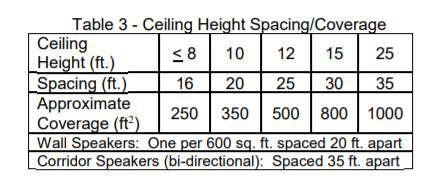 Table 3 - Ceiling Height Spacing/Coverage
Ceiling Height (ft.) ≤ 8 10 12 15 25
Spacing (ft.) 16 20 25 30 35
Approximate Coverage (ft²) 250 350 500 800 1000
Wall Speakers: One per 600 sq. ft. spaced 20 ft. apart
Corridor Speakers (bi-directional): Spaced 35 ft. apart